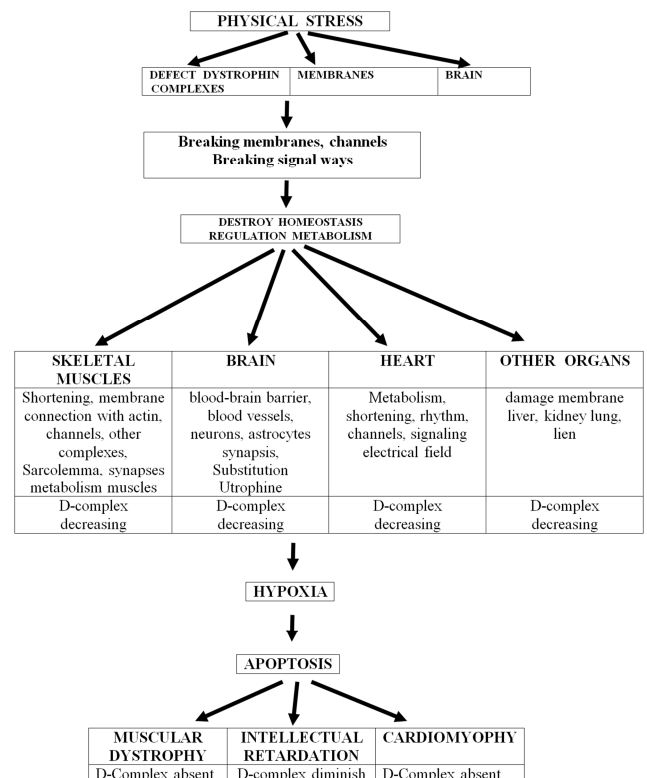 PHYSICAL STRESS
DEFECT DYSTROPHIN
COMPLEXES
MEMBRANES
BRAIN
Breaking membranes, channels
Breaking signal ways
DESTROY HOMEOSTASIS
REGULATION METABOLISM
SKELETAL
MUSCLES
BRAIN
HEART
OTHER ORGANS
Shortening, membrane
connection with actin,
channels, other
complexes,
Sarcolemma, synapses
metabolism muscles
blood-brain barrier,
blood vessels,
neurons, astrocytes
synapsis,
Substitution
Utrophine
Metabolism,
shortening, rhythm,
channels, signaling
electrical field
damage membrane
liver, kidney lung,
lien
D-complex
decreasing
D-complex
decreasing
D-complex
decreasing
D-complex
decreasing
HYPOXIA
APOPTOSIS
MUSCULAR
DYSTROPHY
INTELLECTUAL
RETARDATION
CARDIOMYOPHY
D-Complex absent
D-complex diminish
D-Complex absent